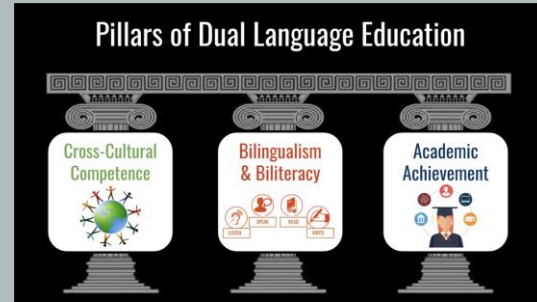 Pillars of Dual Language Education
Cross-Cultural
Competence
Bilingualism
& Biliteracy
Academic
Achievement
LISTEN
SPEAK
READ
WRITE